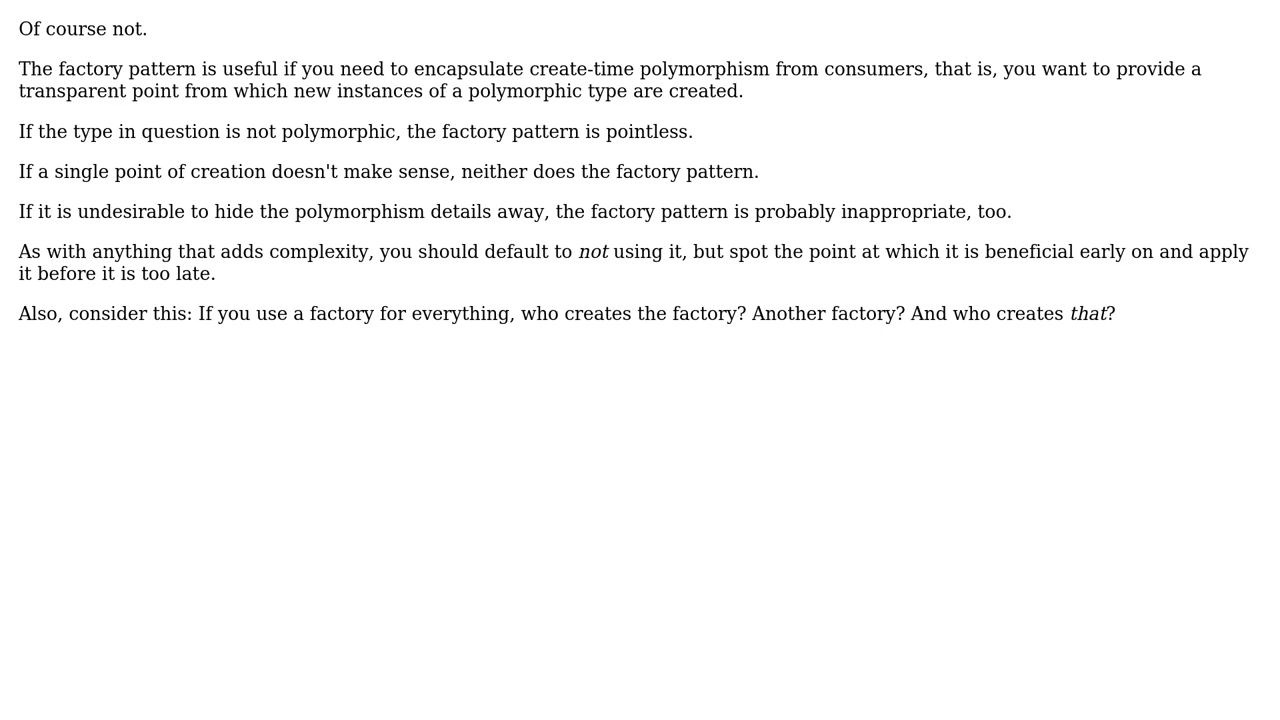 Of course not.
The factory pattern is useful if you need to encapsulate create-time polymorphism from consumers, that is, you want to provide a
transparent point from which new instances of a polymorphic type are created.
If the type in question is not polymorphic, the factory pattern is pointless.
If a single point of creation doesn't make sense, neither does the factory pattern.
If it is undesirable to hide the polymorphism details away, the factory pattern is probably inappropriate, too.
As with anything that adds complexity, you should default to not using it, but spot the point at which it is beneficial early on and apply
it before it is too late.
Also, consider this: If you use a factory for everything, who creates the factory? Another factory? And who creates that?